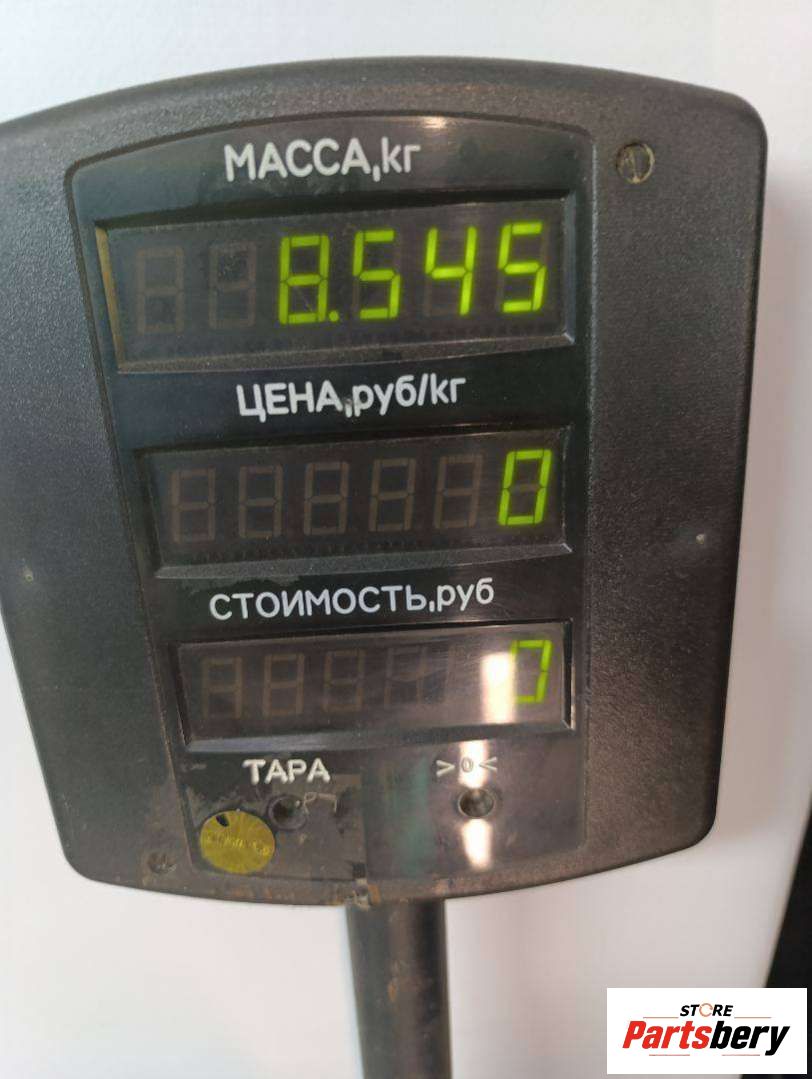 МАССА,кг
8.545
ЦЕНА,руб/кг
0
СТОИМОСТЬ,руб
0
ТАРА >0<
STORE
Partsbery